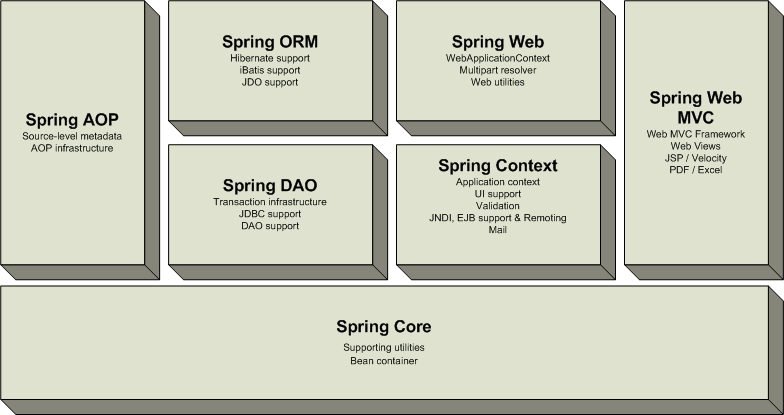 Spring AOP
Source-level metadata
AOP infrastructure
Spring ORM
Hibernate support
iBatis support
JDO support
Spring Web
WebApplicationContext
Multipart resolver
Web utilities
Spring Web
MVC
Web MVC Framework
Web Views
JSP / Velocity
PDF / Excel
Spring DAO
Transaction infrastructure
JDBC support
DAO support
Spring Context
Application context
UI support
Validation
JNDI, EJB support & Remoting
Mail
Spring Core
Supporting utilities
Bean container